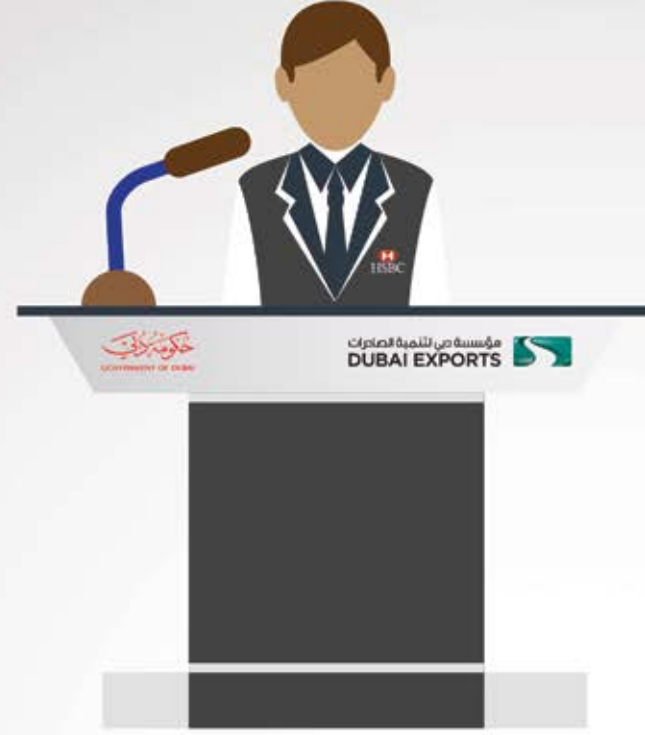 HSBC
حكومة دبي
GOVERNMENT OF DUBAI
مؤسسة دبي لتنمية الصادرات
DUBAI EXPORTS